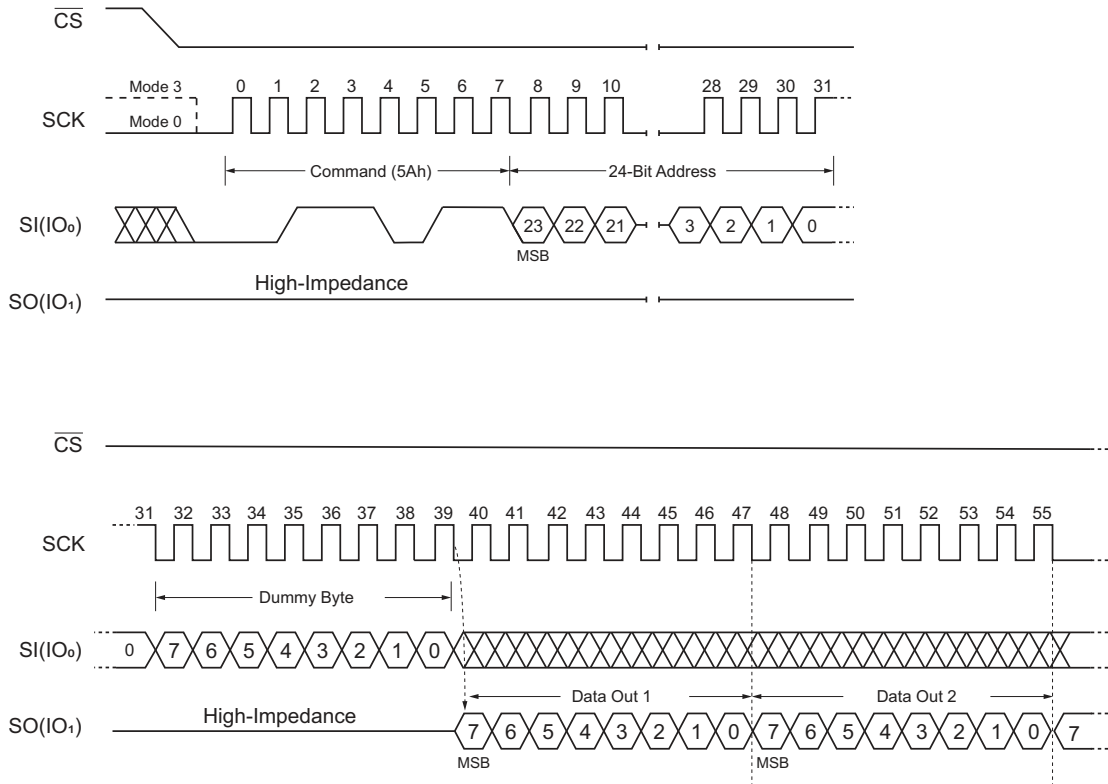 CS
Mode 3
Mode 0
SCK
0 1 2 3 4 5 6 7 8 9 10 28 29 30 31
Command (5Ah)
24-Bit Address
SI(IO₀)
23 22 21 3 2 1 0
MSB
High-Impedance
SO(IO₁)
CS
31 32 33 34 35 36 37 38 39 40 41 42 43 44 45 46 47 48 49 50 51 52 53 54 55
SCK
Dummy Byte
SI(IO₀)
0 7 6 5 4 3 2 1 0
Data Out 1
Data Out 2
High-Impedance
SO(IO₁)
7 6 5 4 3 2 1 0 7 6 5 4 3 2 1 0 7
MSB
MSB